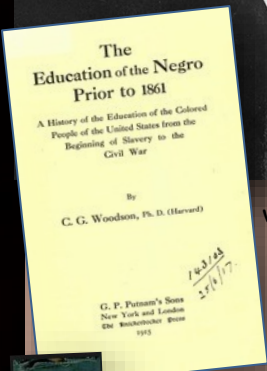 The
Education of the Negro
Prior to 1861
A History of the Education of the Colored
People of the United States from the
Beginning of Slavery to the
Civil War
By
C. G. Woodson, Ph. D. (Harvard)
G. P. Putnam's Sons
New York and London
The Knickerbocker Press
1915